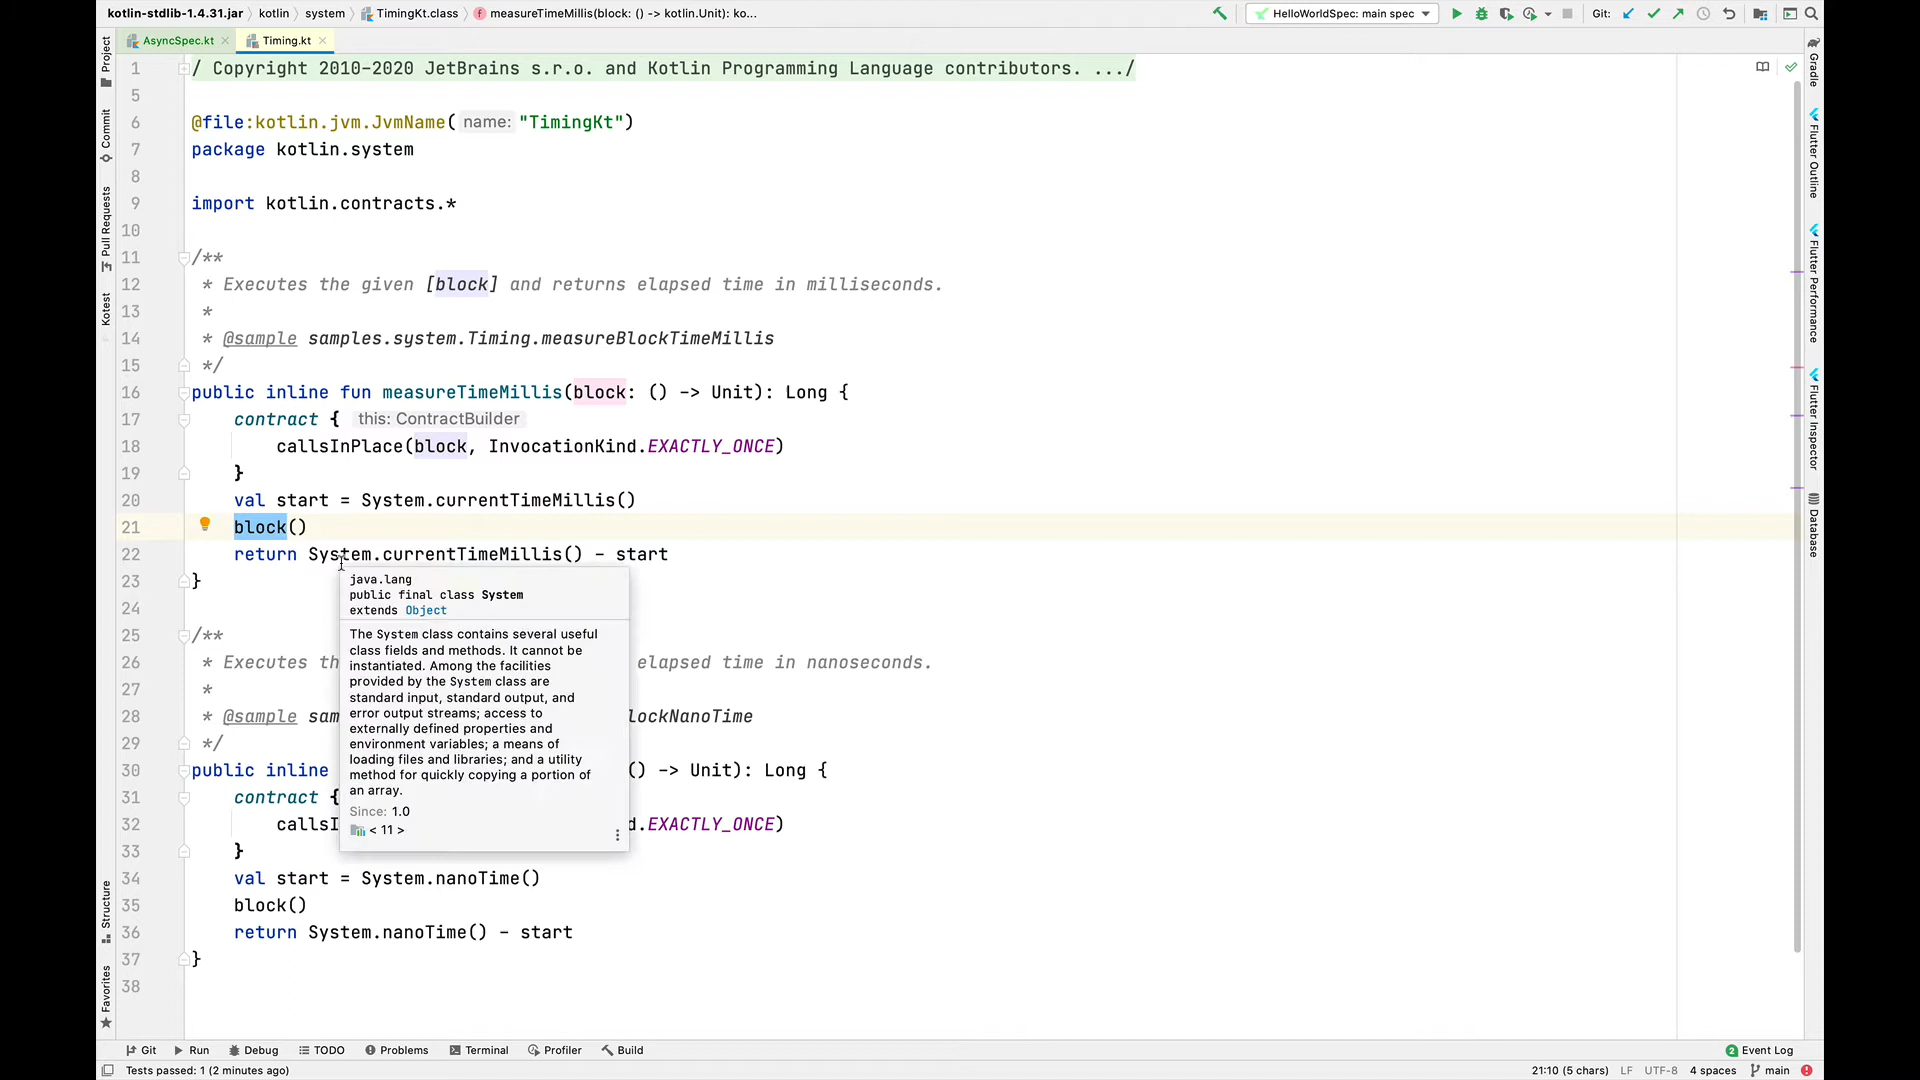 kotlin-stdlib-1.4.31.jar kotlin system TimingKt.class measureTimeMillis(block: () -> kotlin.Unit): ko... HelloWorldSpec: main spec Git:
AsyncSpec.kt Timing.kt
1 / Copyright 2010-2020 JetBrains s.r.o. and Kotlin Programming Language contributors. .../
5
6 @file:kotlin.jvm.JvmName( name: "TimingKt")
7 package kotlin.system
8
9 import kotlin.contracts.*
10
11 /**
12 * Executes the given [block] and returns elapsed time in milliseconds.
13 *
14 * @sample samples.system.Timing.measureBlockTimeMillis
15 */
16 public inline fun measureTimeMillis(block: () -> Unit): Long {
17 contract { this: ContractBuilder
18 callsInPlace(block, InvocationKind.EXACTLY_ONCE)
19 }
20 val start = System.currentTimeMillis()
21 block()
22 return System.currentTimeMillis() - start
23 }
24
25 /**
26 * Executes th elapsed time in nanoseconds.
27 *
28 * @sample sam lockNanoTime
29 */
30 public inline () -> Unit): Long {
31 contract {
32 callsI d.EXACTLY_ONCE)
33 }
34 val start = System.nanoTime()
35 block()
36 return System.nanoTime() - start
37 }
38
java.lang
public final class System
extends Object
The System class contains several useful
class fields and methods. It cannot be
instantiated. Among the facilities
provided by the System class are
standard input, standard output, and
error output streams; access to
externally defined properties and
environment variables; a means of
loading files and libraries; and a utility
method for quickly copying a portion of
an array.
Since: 1.0
< 11 >
Project
Commit
Pull Requests
Kotest
Structure
Favorites
Gradle
Flutter Outline
Flutter Performance
Flutter Inspector
Database
Git Run Debug TODO Problems Terminal Profiler Build 2 Event Log
Tests passed: 1 (2 minutes ago) 21:10 (5 chars) LF UTF-8 4 spaces main